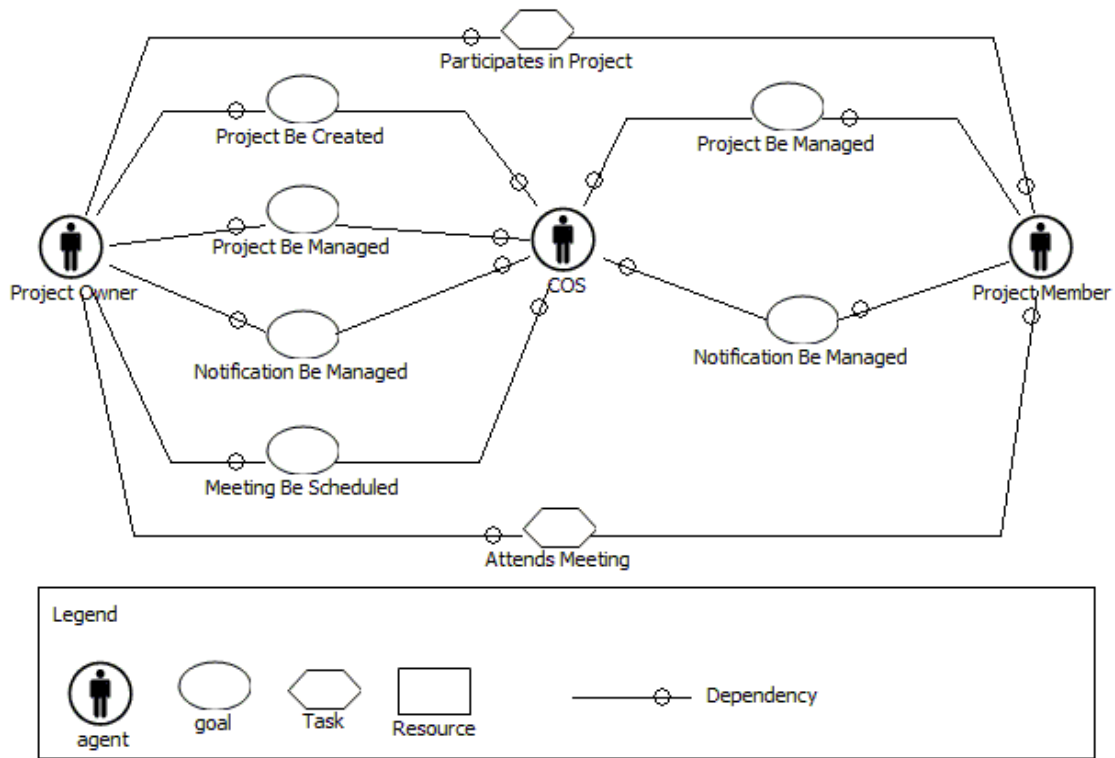 Participates in Project
Project Be Created
Project Be Managed
Project Be Managed
Project Owner
COS
Project Member
Notification Be Managed
Notification Be Managed
Meeting Be Scheduled
Attends Meeting
Legend
agent
goal
Task
Resource
Dependency